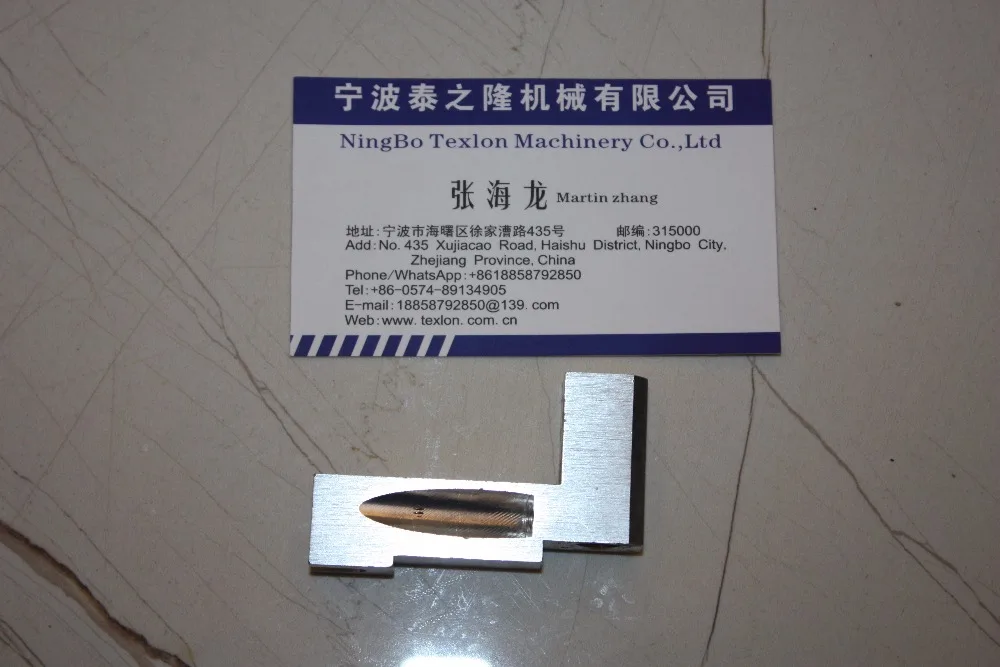 宁波泰之隆机械有限公司
NingBo Texlon Machinery Co.,Ltd
张海龙 Martin zhang
地址:宁波市海曙区徐家漕路435号 邮编:315000
Add:No. 435 Xujiacao Road, Haishu District, Ningbo City,
Zhejiang Province, China
Phone/WhatsApp:+8618858792850
Tel:+86-0574-89134905
E-mail:18858792850@139.com
Web:www.texlon.com.cn